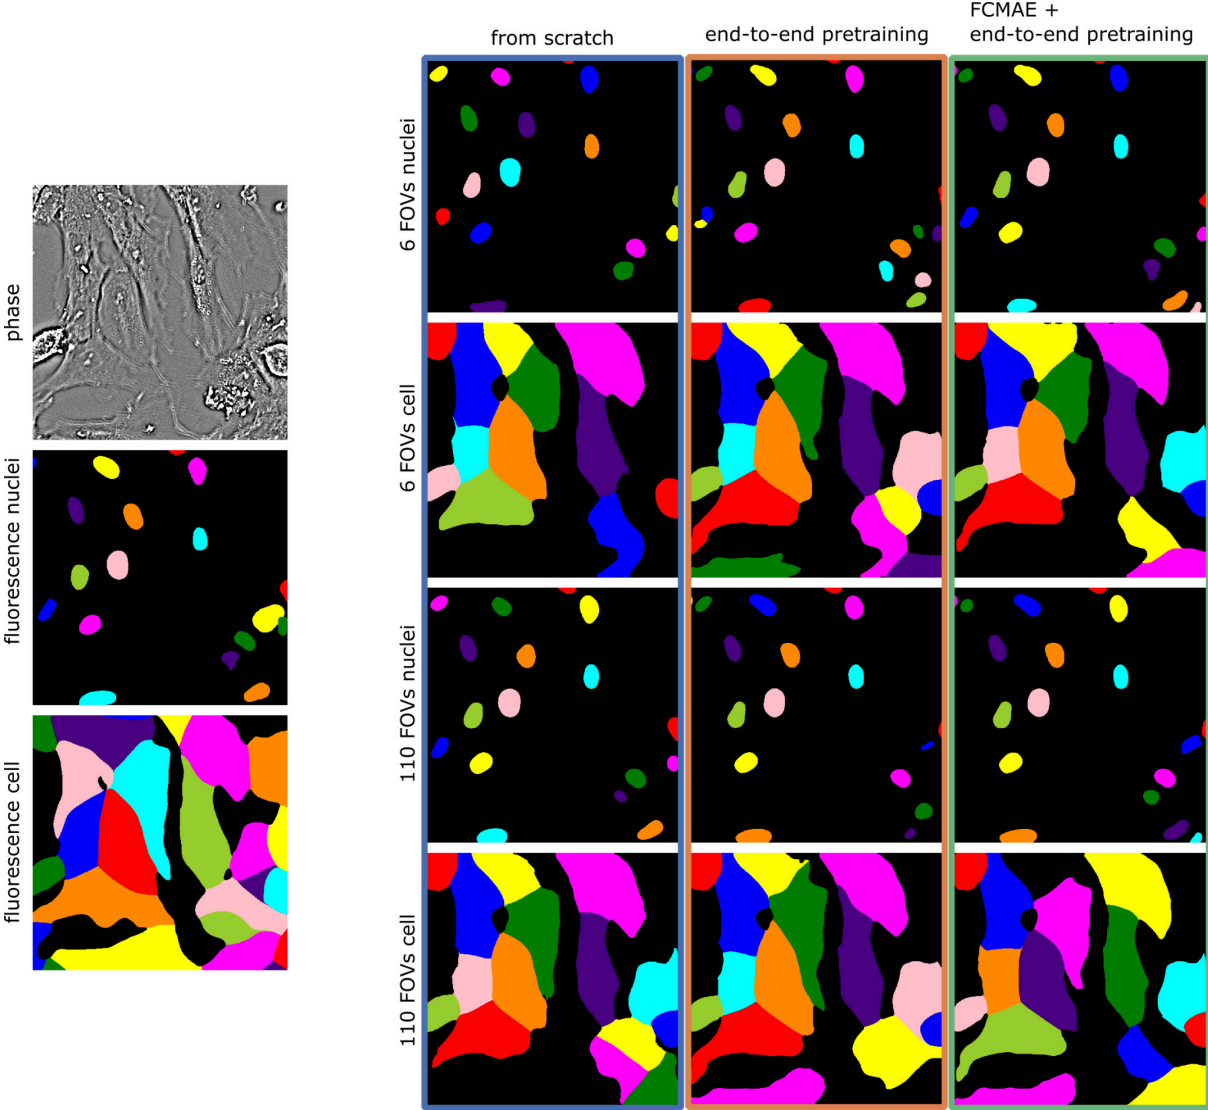 FCMAE +
from scratch
end-to-end pretraining
end-to-end pretraining
phase
fluorescence nuclei
fluorescence cell
6 FOVs nuclei
6 FOVs cell
110 FOVs nuclei
110 FOVs cell